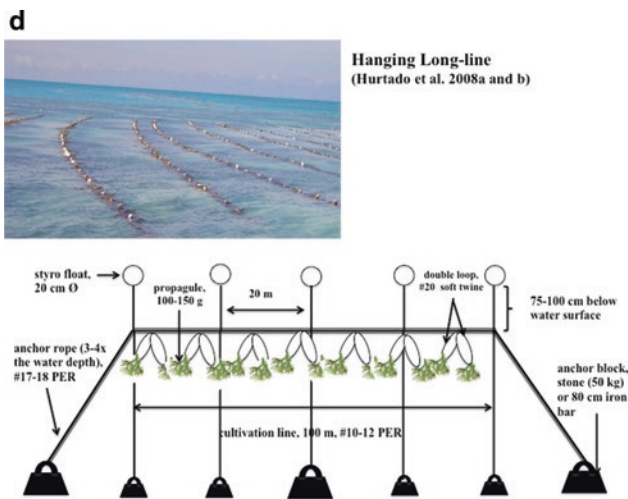 d
Hanging Long-line
(Hurtado et al. 2008a and b)
styro float,
20 cm Ø
propagule,
100-150 g
20 m
double loop,
#20 soft twine
75-100 cm below
water surface
anchor rope (3-4x
the water depth),
#17-18 PER
anchor block,
stone (50 kg)
or 80 cm iron
bar
cultivation line, 100 m, #10-12 PER